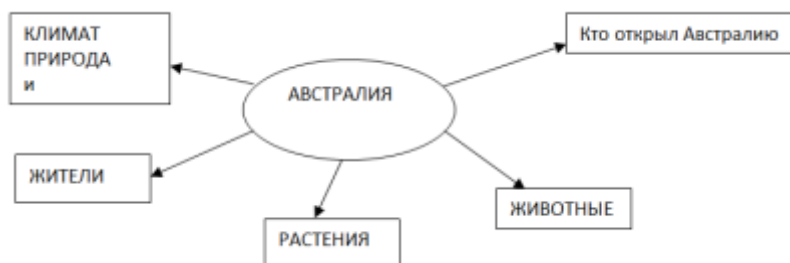 КЛИМАТ
ПРИРОДА
и
Кто открыл Австралию
АВСТРАЛИЯ
ЖИТЕЛИ
РАСТЕНИЯ
ЖИВОТНЫЕ